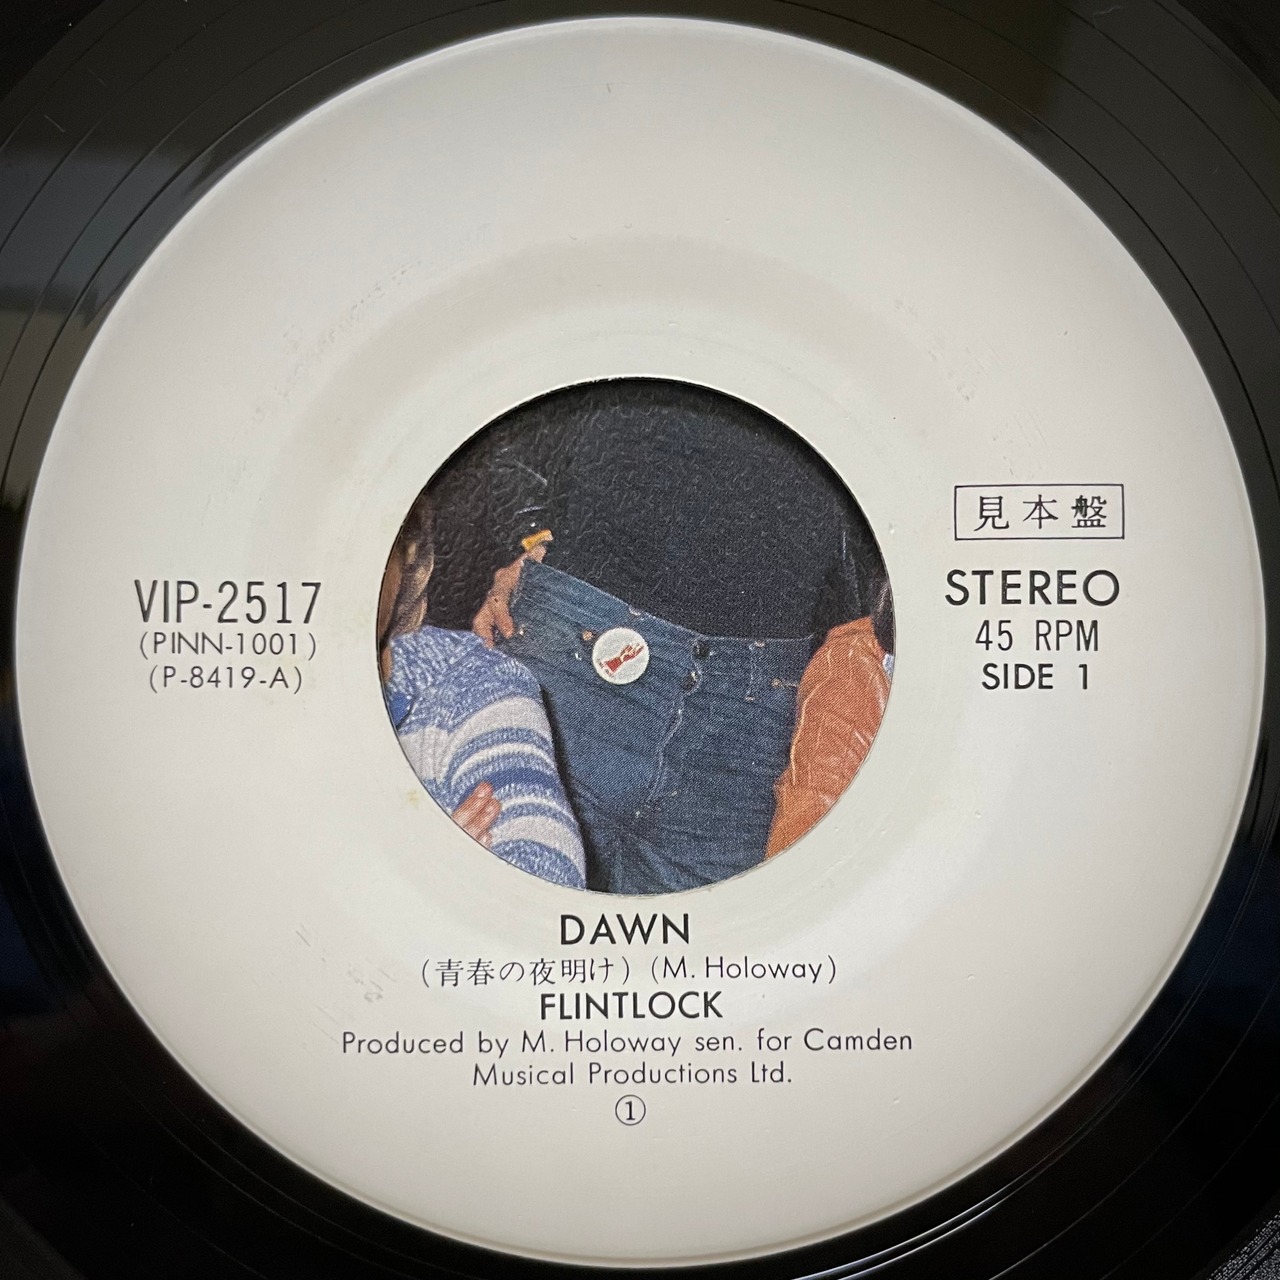 見本盤
VIP-2517
(PINN-1001)
(P-8419-A)
STEREO
45 RPM
SIDE 1
DAWN
(青春の夜明け) (M. Holoway)
FLINTLOCK
Produced by M. Holoway sen. for Camden
Musical Productions Ltd.
①